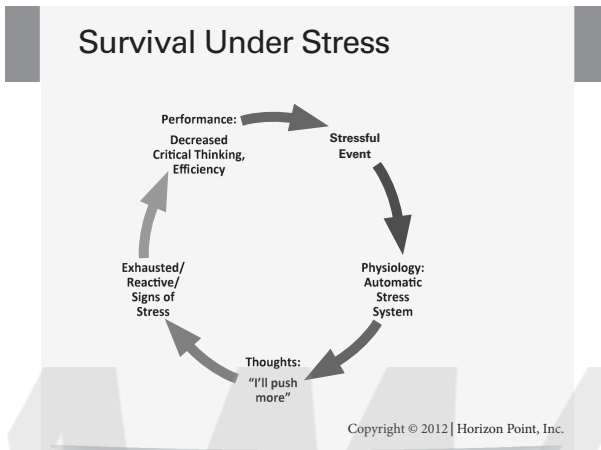 Survival Under Stress
Performance:
Decreased
Critical Thinking,
Efficiency
Stressful
Event
Physiology:
Automatic
Stress
System
Thoughts:
"I'll push
more"
Exhausted/
Reactive/
Signs of
Stress
Copyright © 2012 | Horizon Point, Inc.